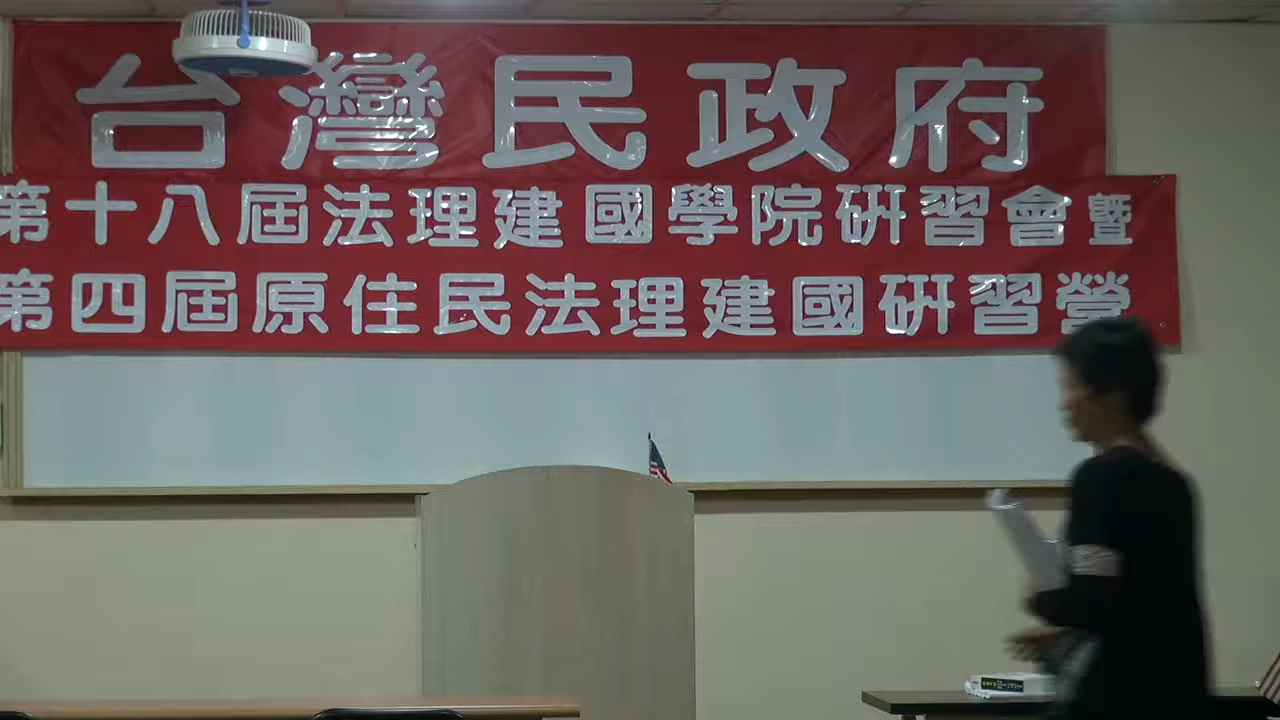 台灣民政府
第十八屆法理建國學院研習會暨
第四屆原住民法理建國研習營